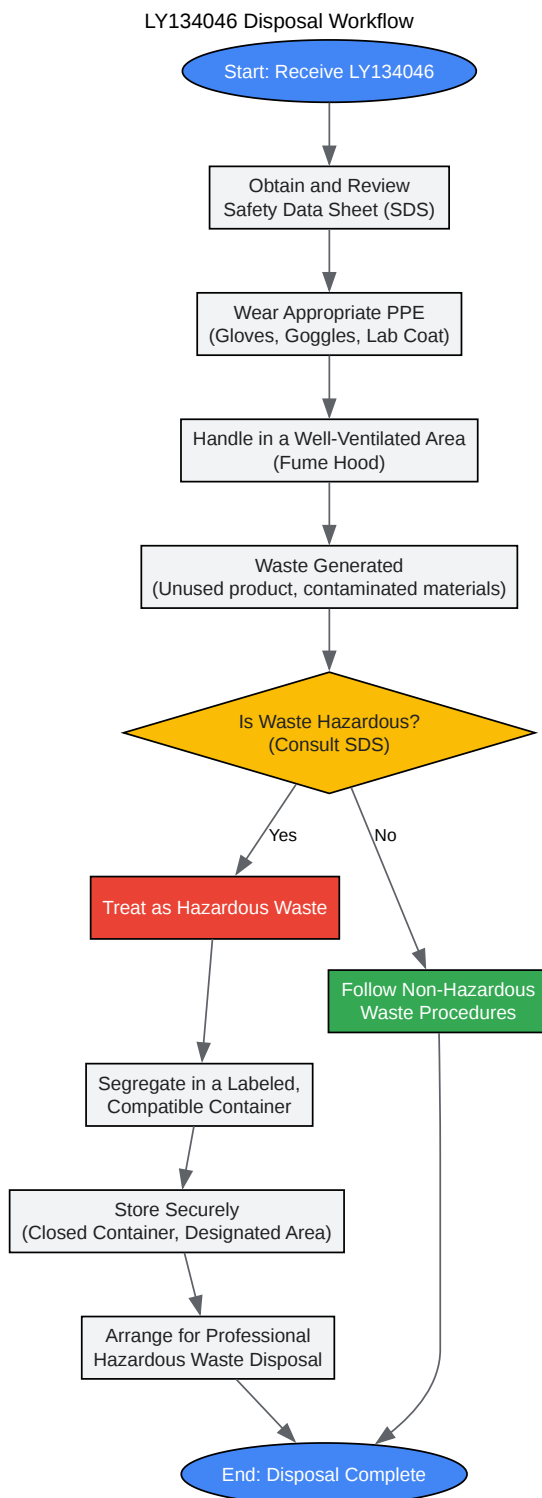 LY134046 Disposal Workflow
Start: Receive LY134046
Obtain and Review
Safety Data Sheet (SDS)
Wear Appropriate PPE
(Gloves, Goggles, Lab Coat)
Handle in a Well-Ventilated Area
(Fume Hood)
Waste Generated
(Unused product, contaminated materials)
Is Waste Hazardous?
(Consult SDS)
Yes
No
Treat as Hazardous Waste
Follow Non-Hazardous
Waste Procedures
Segregate in a Labeled,
Compatible Container
Store Securely
(Closed Container, Designated Area)
Arrange for Professional
Hazardous Waste Disposal
End: Disposal Complete